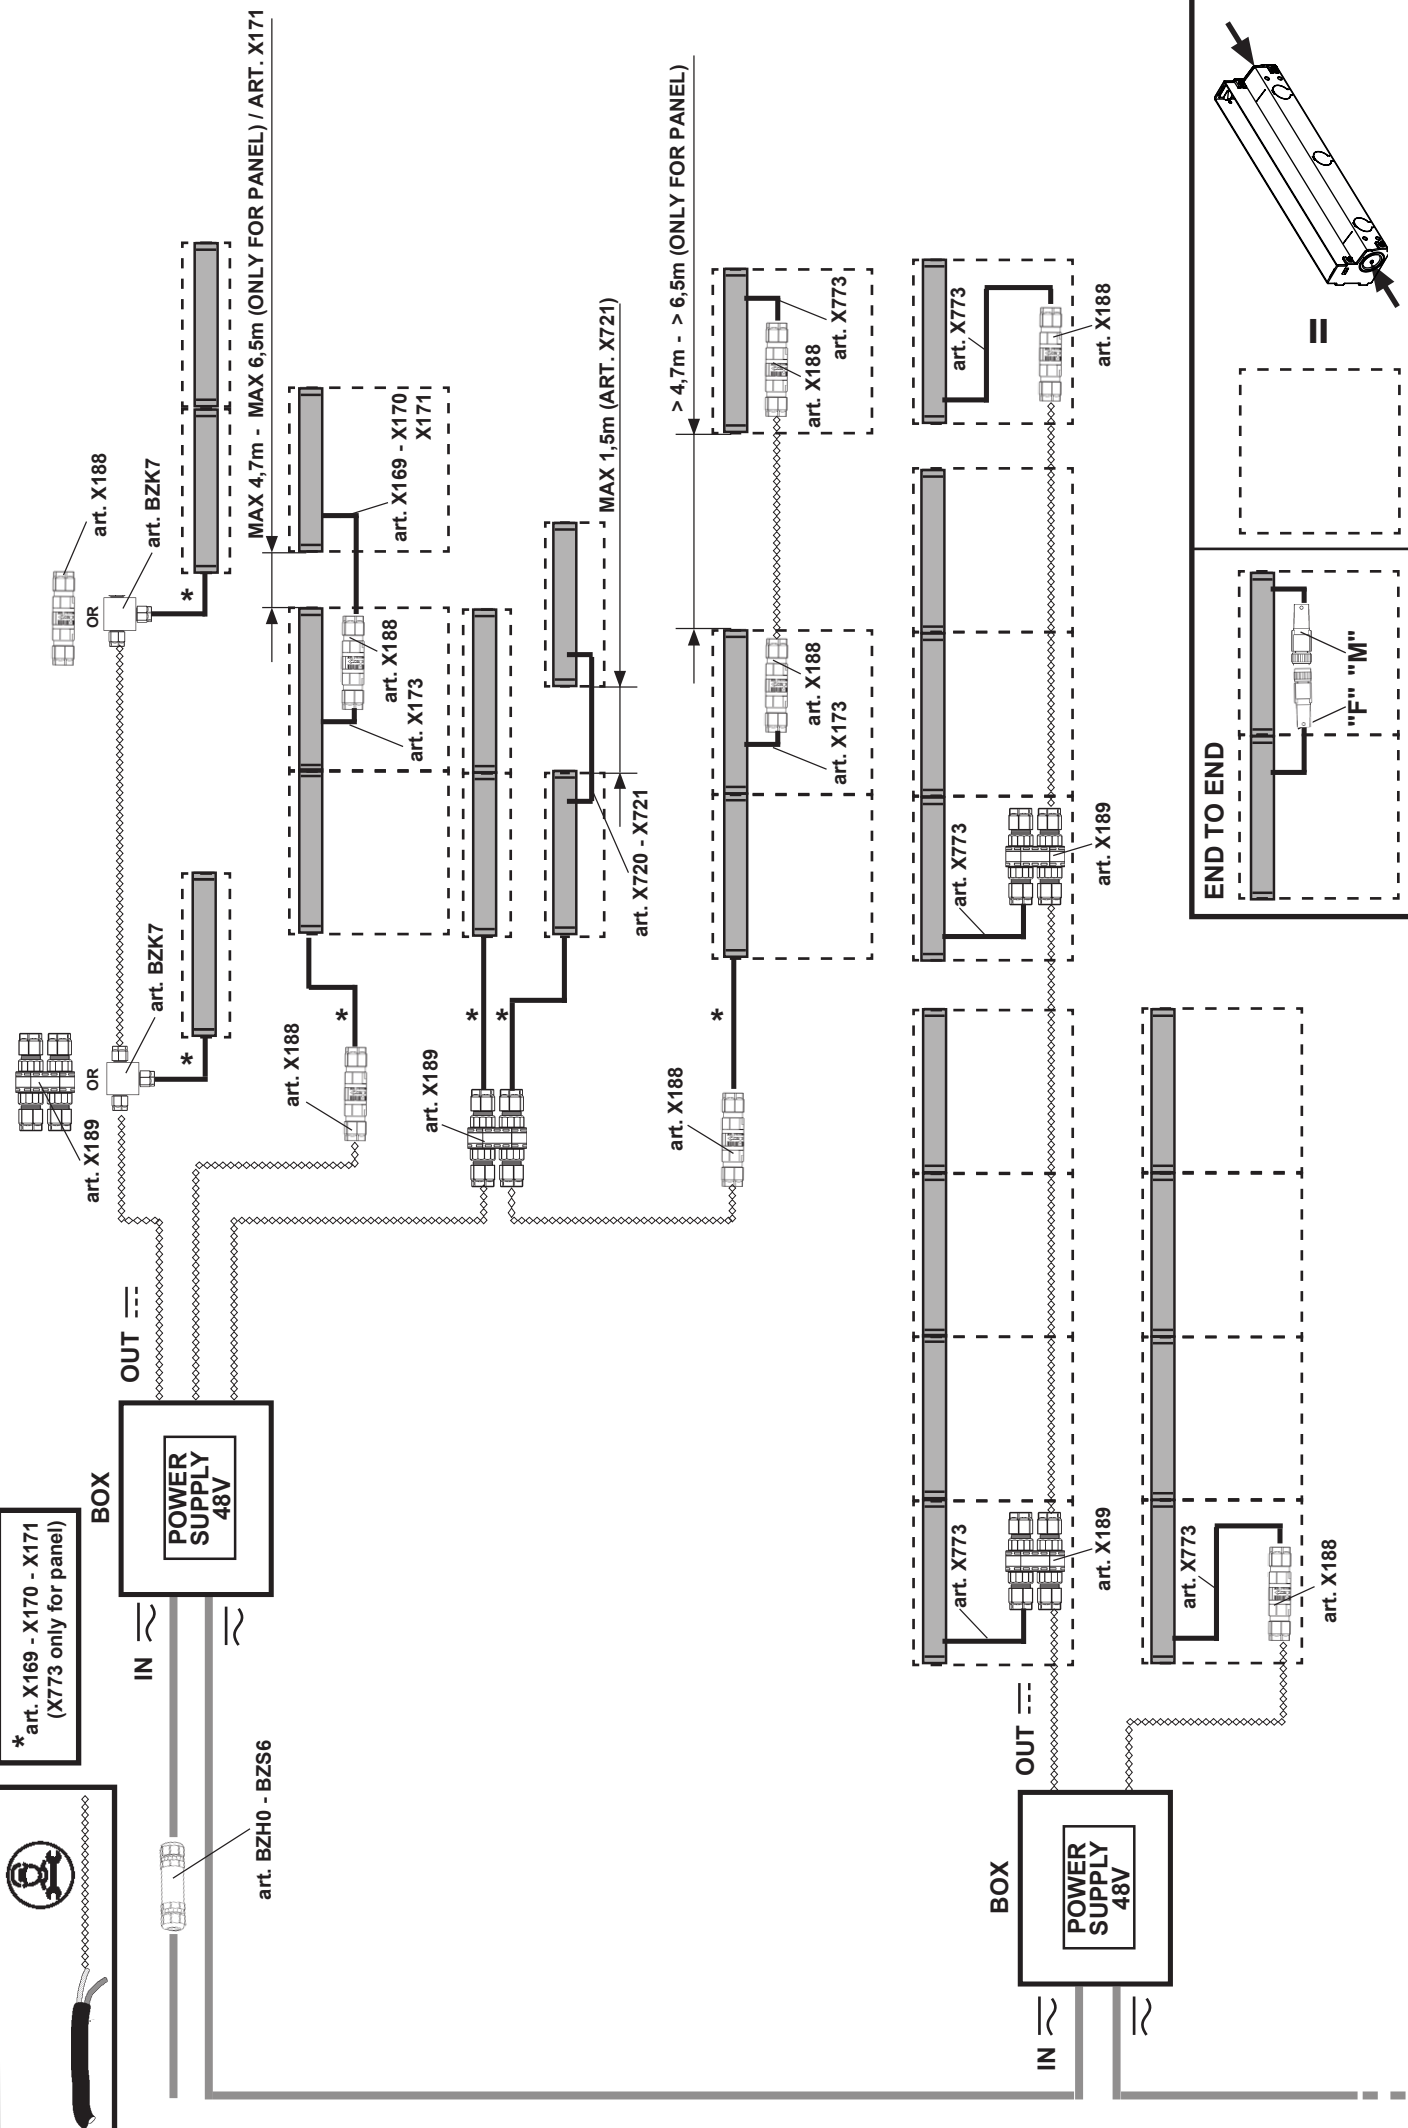 * art. X169 - X170 - X171
(X773 only for panel)
BOX
POWER
SUPPLY
48V
IN
OUT
art. BZH0 - BZS6
art. X189
OR
art. BZK7
*
art. X188
OR
art. BZK7
*
MAX 4,7m - MAX 6,5m (ONLY FOR PANEL) / ART. X171
art. X188
*
art. X173
art. X188
art. X169 - X170
X171
art. X189
*
*
art. X720 - X721
MAX 1,5m (ART. X721)
> 4,7m - > 6,5m (ONLY FOR PANEL)
art. X188
*
art. X173
art. X188
art. X188
art. X773
BOX
POWER
SUPPLY
48V
IN
OUT
art. X773
art. X189
art. X773
art. X189
art. X773
art. X188
art. X773
art. X188
END TO END
"F" "M"
=